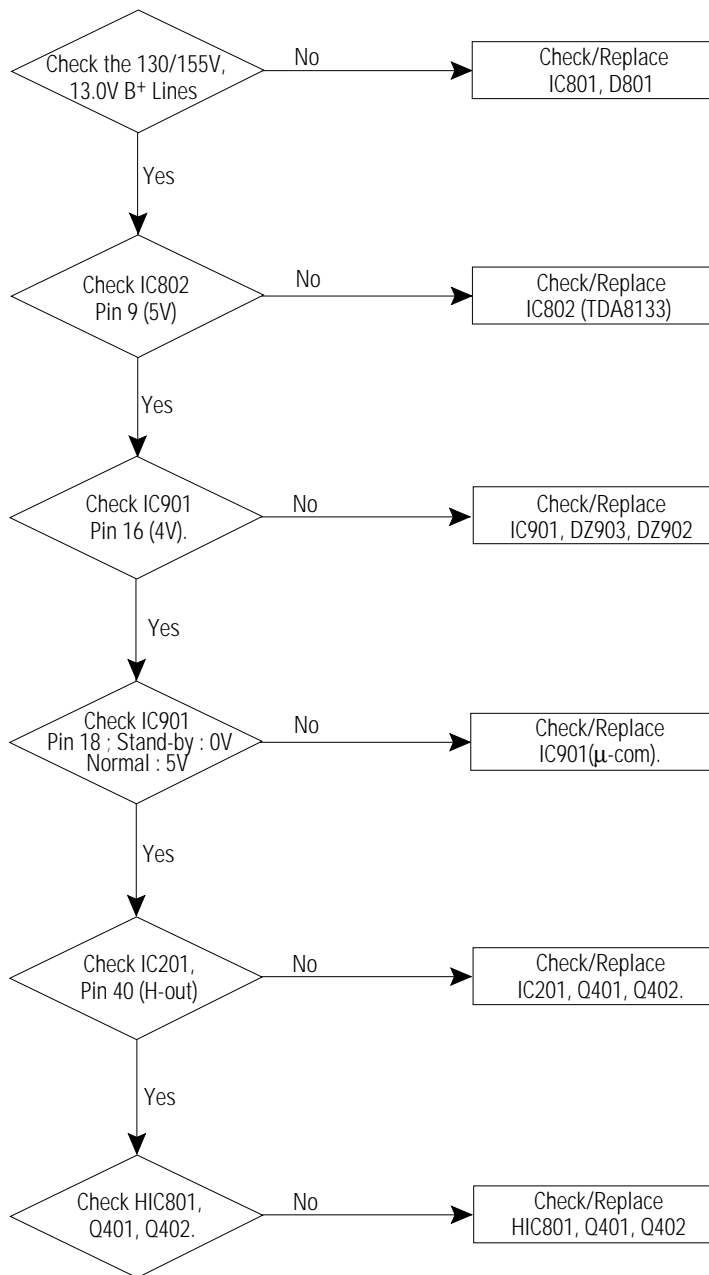 Check the 130/155V,
13.0V B+ Lines
No
Check/Replace
IC801, D801
Yes
Check IC802
Pin 9 (5V)
No
Check/Replace
IC802 (TDA8133)
Yes
Check IC901
Pin 16 (4V).
No
Check/Replace
IC901, DZ903, DZ902
Yes
Check IC901
Pin 18 ; Stand-by : 0V
Normal : 5V
No
Check/Replace
IC901(μ-com).
Yes
Check IC201,
Pin 40 (H-out)
No
Check/Replace
IC201, Q401, Q402.
Yes
Check HIC801,
Q401, Q402.
No
Check/Replace
HIC801, Q401, Q402